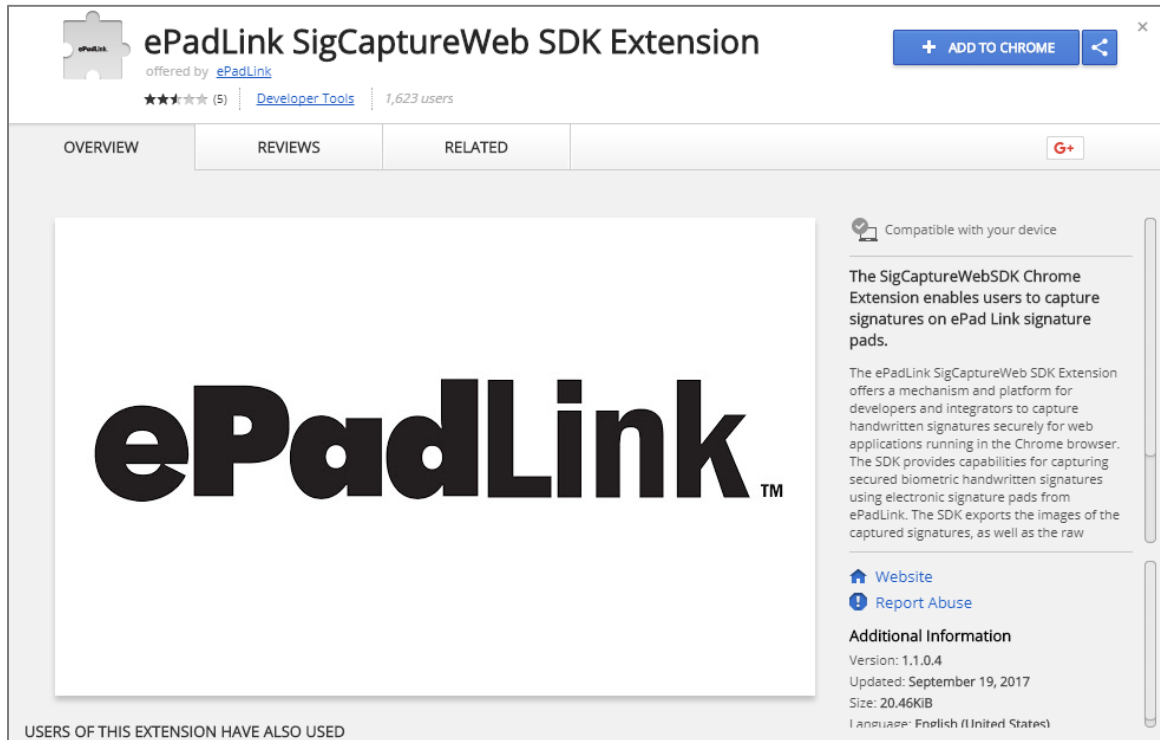 ePadLink
ePadLink SigCaptureWeb SDK Extension
offered by ePadLink
(5) Developer Tools 1,623 users
+ ADD TO CHROME
×
OVERVIEW REVIEWS RELATED
G+
ePadLink™
Compatible with your device
The SigCaptureWebSDK Chrome
Extension enables users to capture
signatures on ePad Link signature
pads.
The ePadLink SigCaptureWeb SDK Extension
offers a mechanism and platform for
developers and integrators to capture
handwritten signatures securely for web
applications running in the Chrome browser.
The SDK provides capabilities for capturing
secured biometric handwritten signatures
using electronic signature pads from
ePadLink. The SDK exports the images of the
captured signatures, as well as the raw
Website
Report Abuse
Additional Information
Version: 1.1.0.4
Updated: September 19, 2017
Size: 20.46KiB
Language: English (United States)
USERS OF THIS EXTENSION HAVE ALSO USED